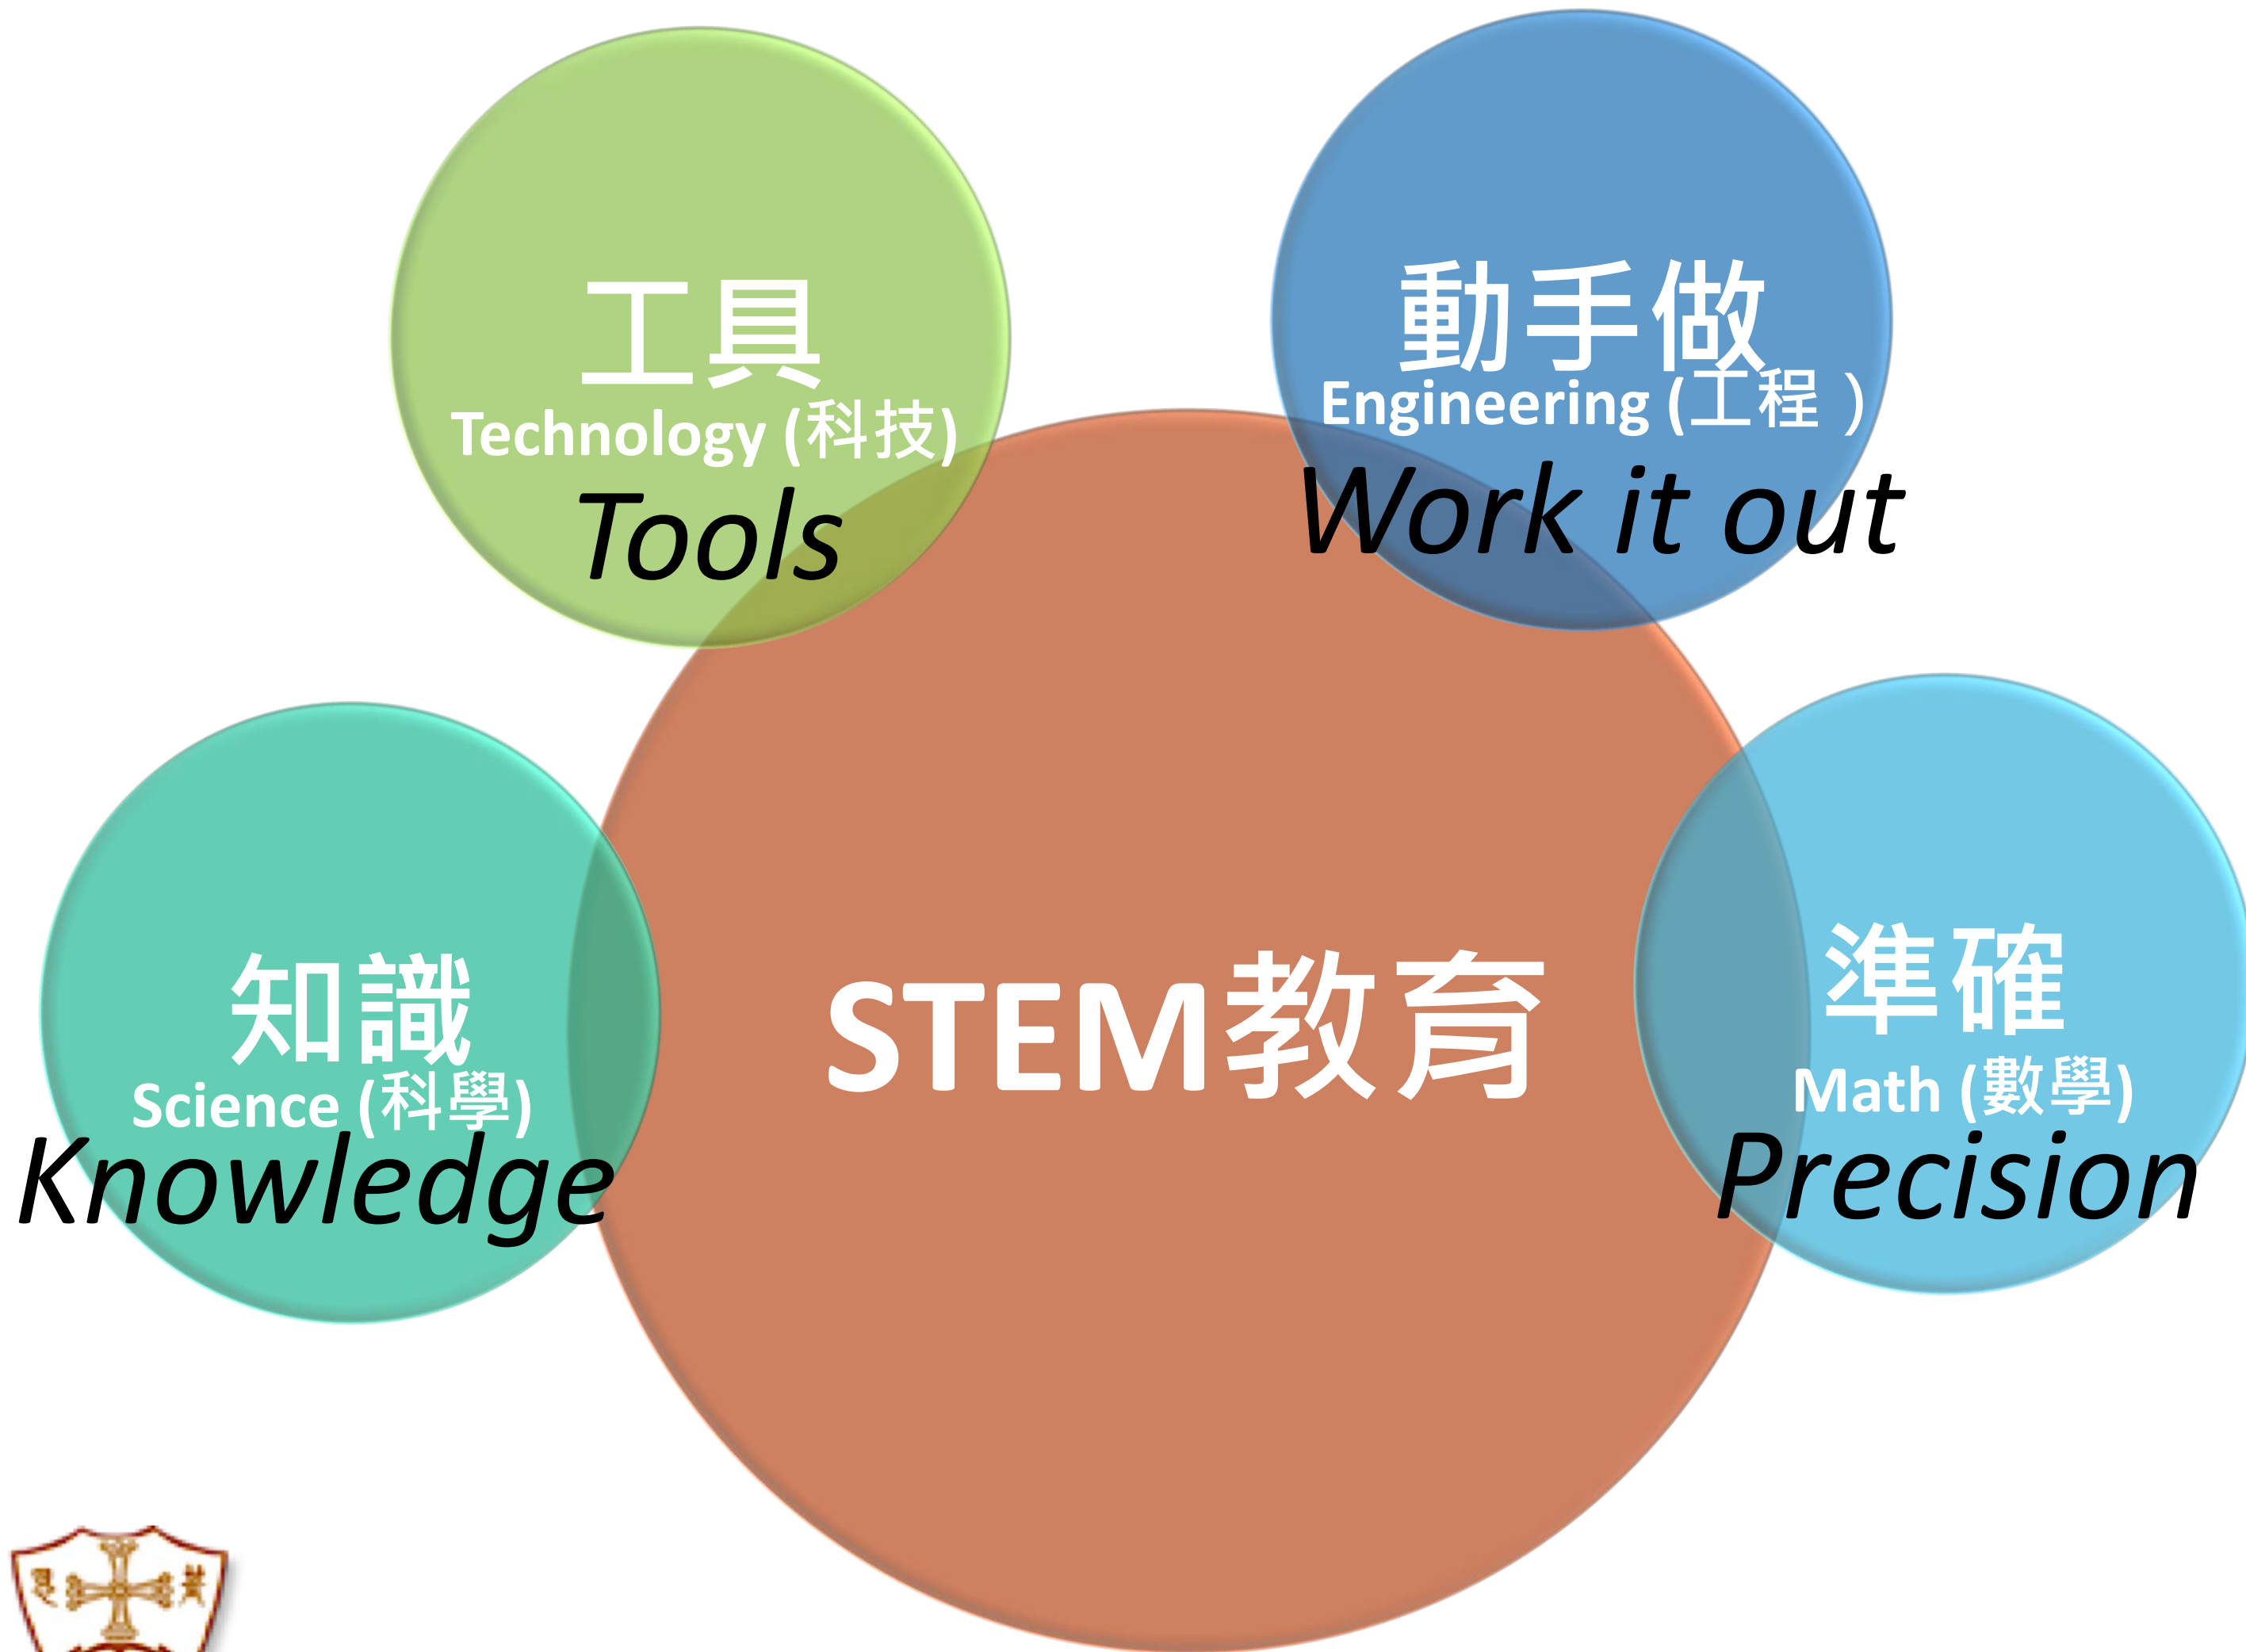 工具
Technology (科技)
Tools
動手做
Engineering (工程 )
Work it out
知識
Science (科學)
Knowledge
STEM教育
準確
Math (數學)
Precision